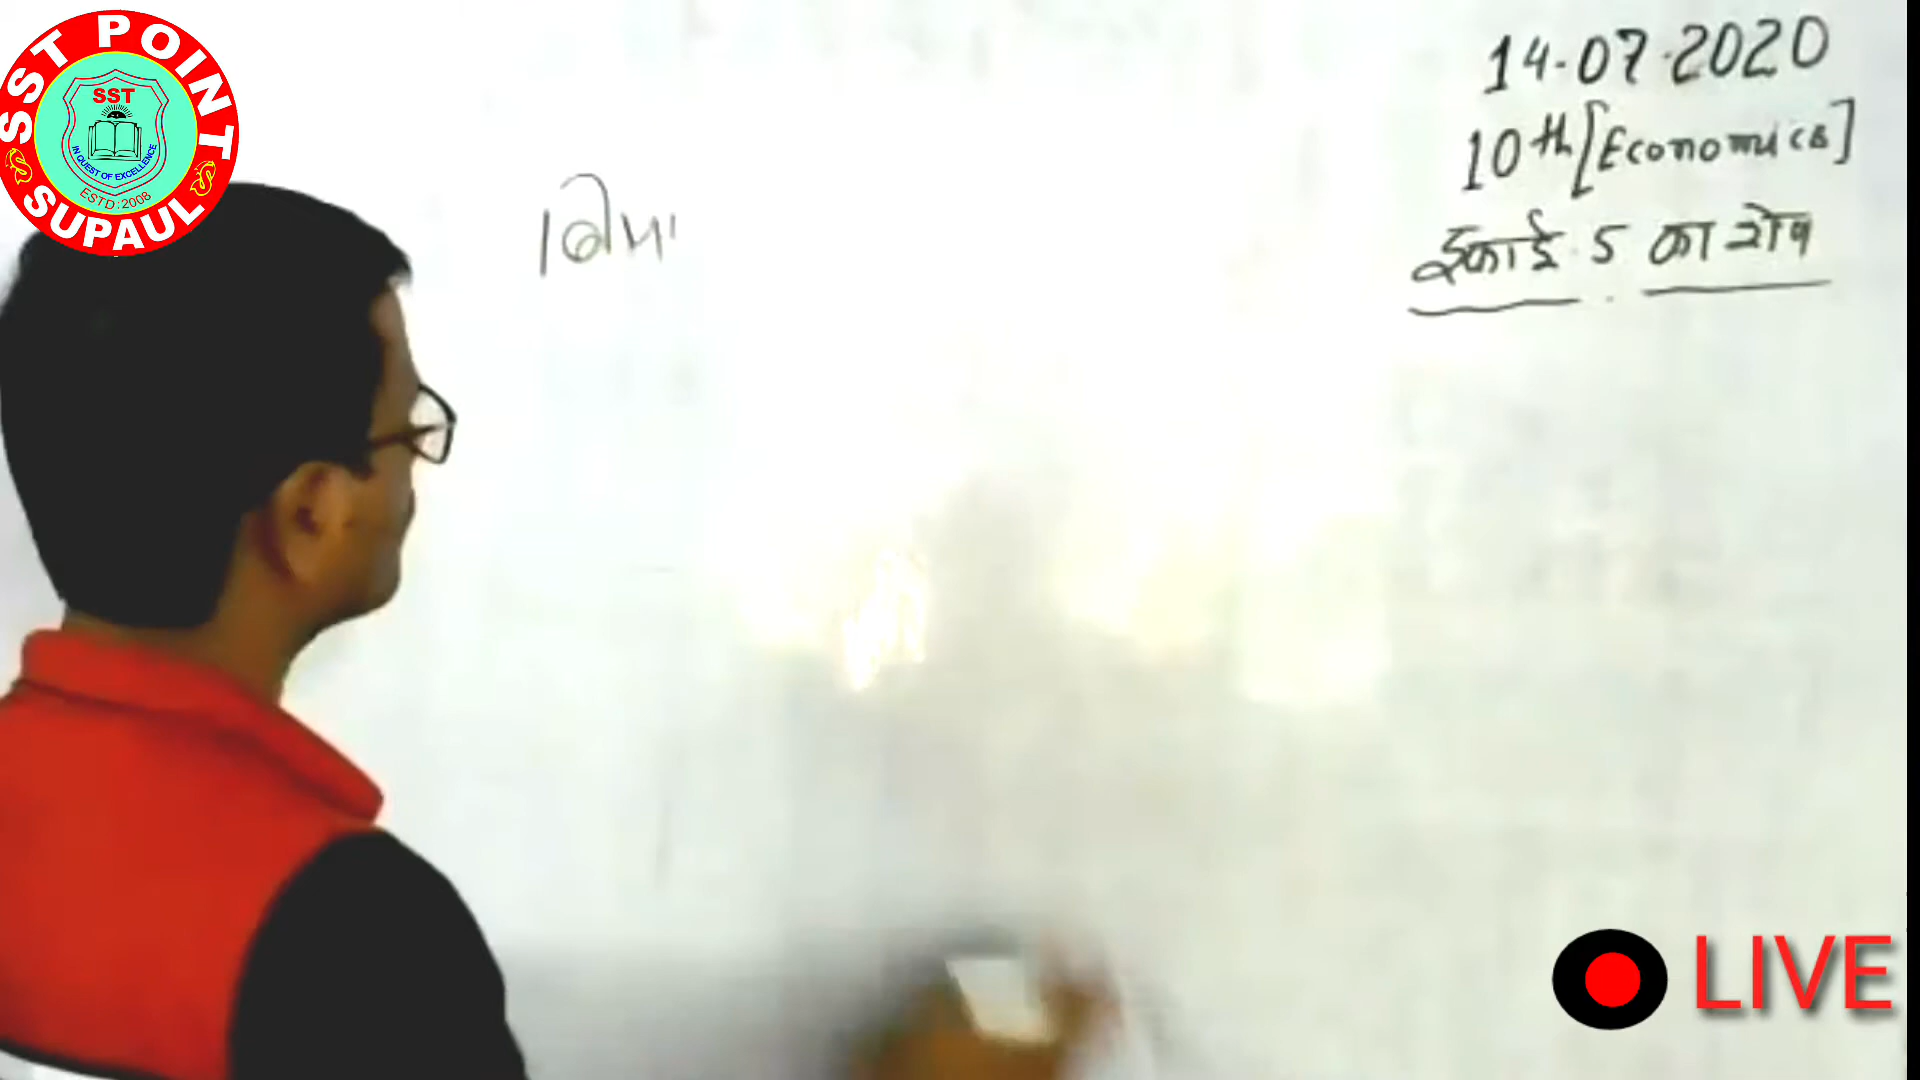 SST POINT
SST
IN QUEST OF EXCELLENCE
ESTD:2008
SUPAUL
14-07-2020
10th [Economics]
इकाई. 5 का शेष
LIVE